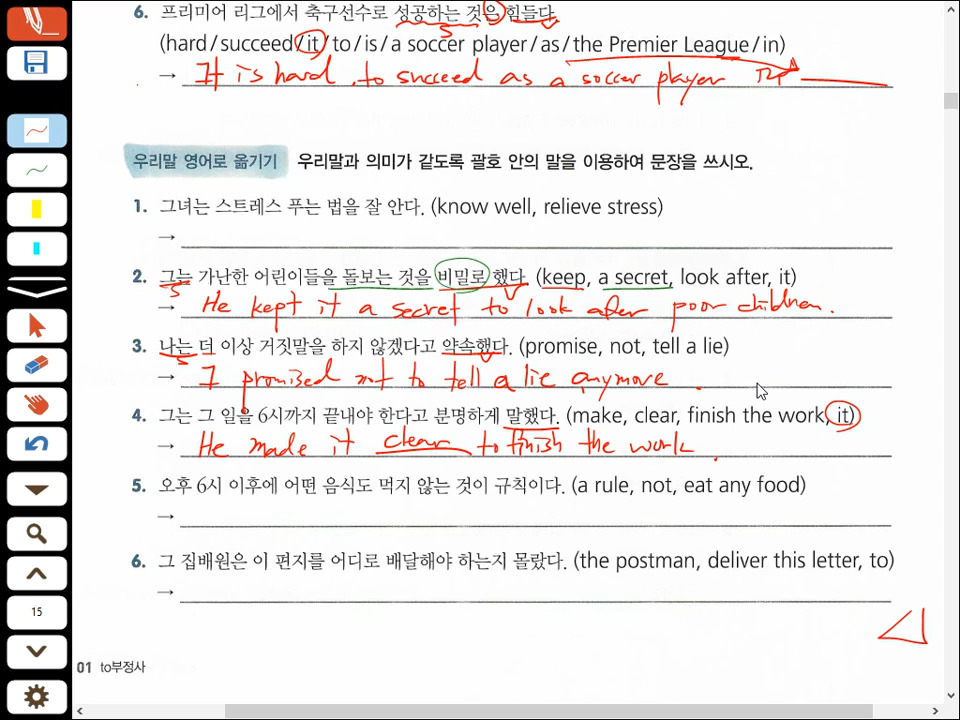 6. 프리미어 리그에서 축구선수로 성공하는 것은 힘들다.
(hard/succeed/it/to/is/a soccer player/as/the Premier League/in)
→ It is hard to succeed as a soccer player
우리말 영어로 옮기기 우리말과 의미가 같도록 괄호 안의 말을 이용하여 문장을 쓰시오.
1. 그녀는 스트레스 푸는 법을 잘 안다. (know well, relieve stress)
→
2. 그는 가난한 어린이들을 돌보는 것을 비밀로 했다. (keep, a secret, look after, it)
S V
→ He kept it a secret to look after poor children.
3. 나는 더 이상 거짓말을 하지 않겠다고 약속했다. (promise, not, tell a lie)
S V
→ I promised not to tell a lie anymore.
4. 그는 그 일을 6시까지 끝내야 한다고 분명하게 말했다. (make, clear, finish the work, it)
→ He made it clear to finish the work.
5. 오후 6시 이후에 어떤 음식도 먹지 않는 것이 규칙이다. (a rule, not, eat any food)
→
6. 그 집배원은 이 편지를 어디로 배달해야 하는지 몰랐다. (the postman, deliver this letter, to)
→
01 to부정사
15